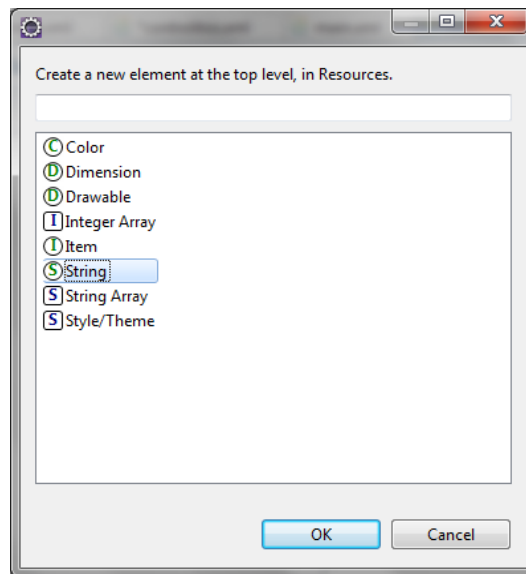 Create a new element at the top level, in Resources.
C Color
D Dimension
D Drawable
I Integer Array
I Item
S String
S String Array
S Style/Theme
OK Cancel